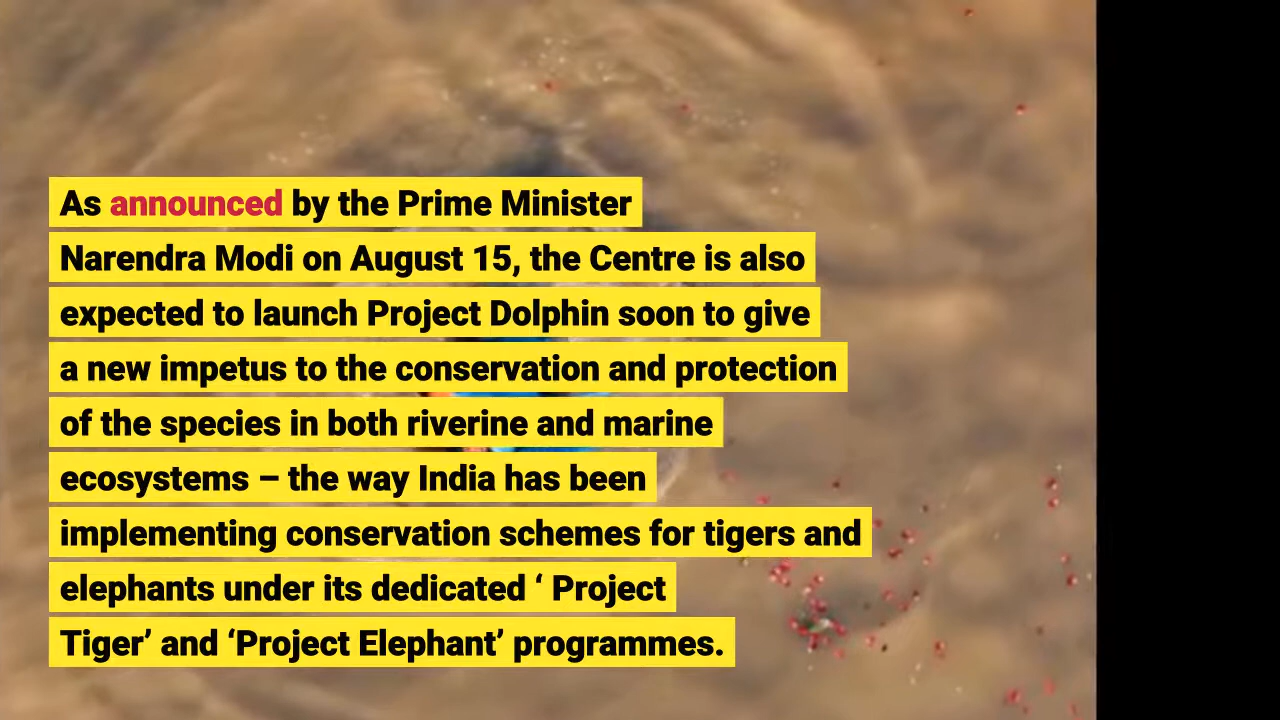 As announced by the Prime Minister
Narendra Modi on August 15, the Centre is also
expected to launch Project Dolphin soon to give
a new impetus to the conservation and protection
of the species in both riverine and marine
ecosystems – the way India has been
implementing conservation schemes for tigers and
elephants under its dedicated ‘ Project
Tiger’ and ‘Project Elephant’ programmes.